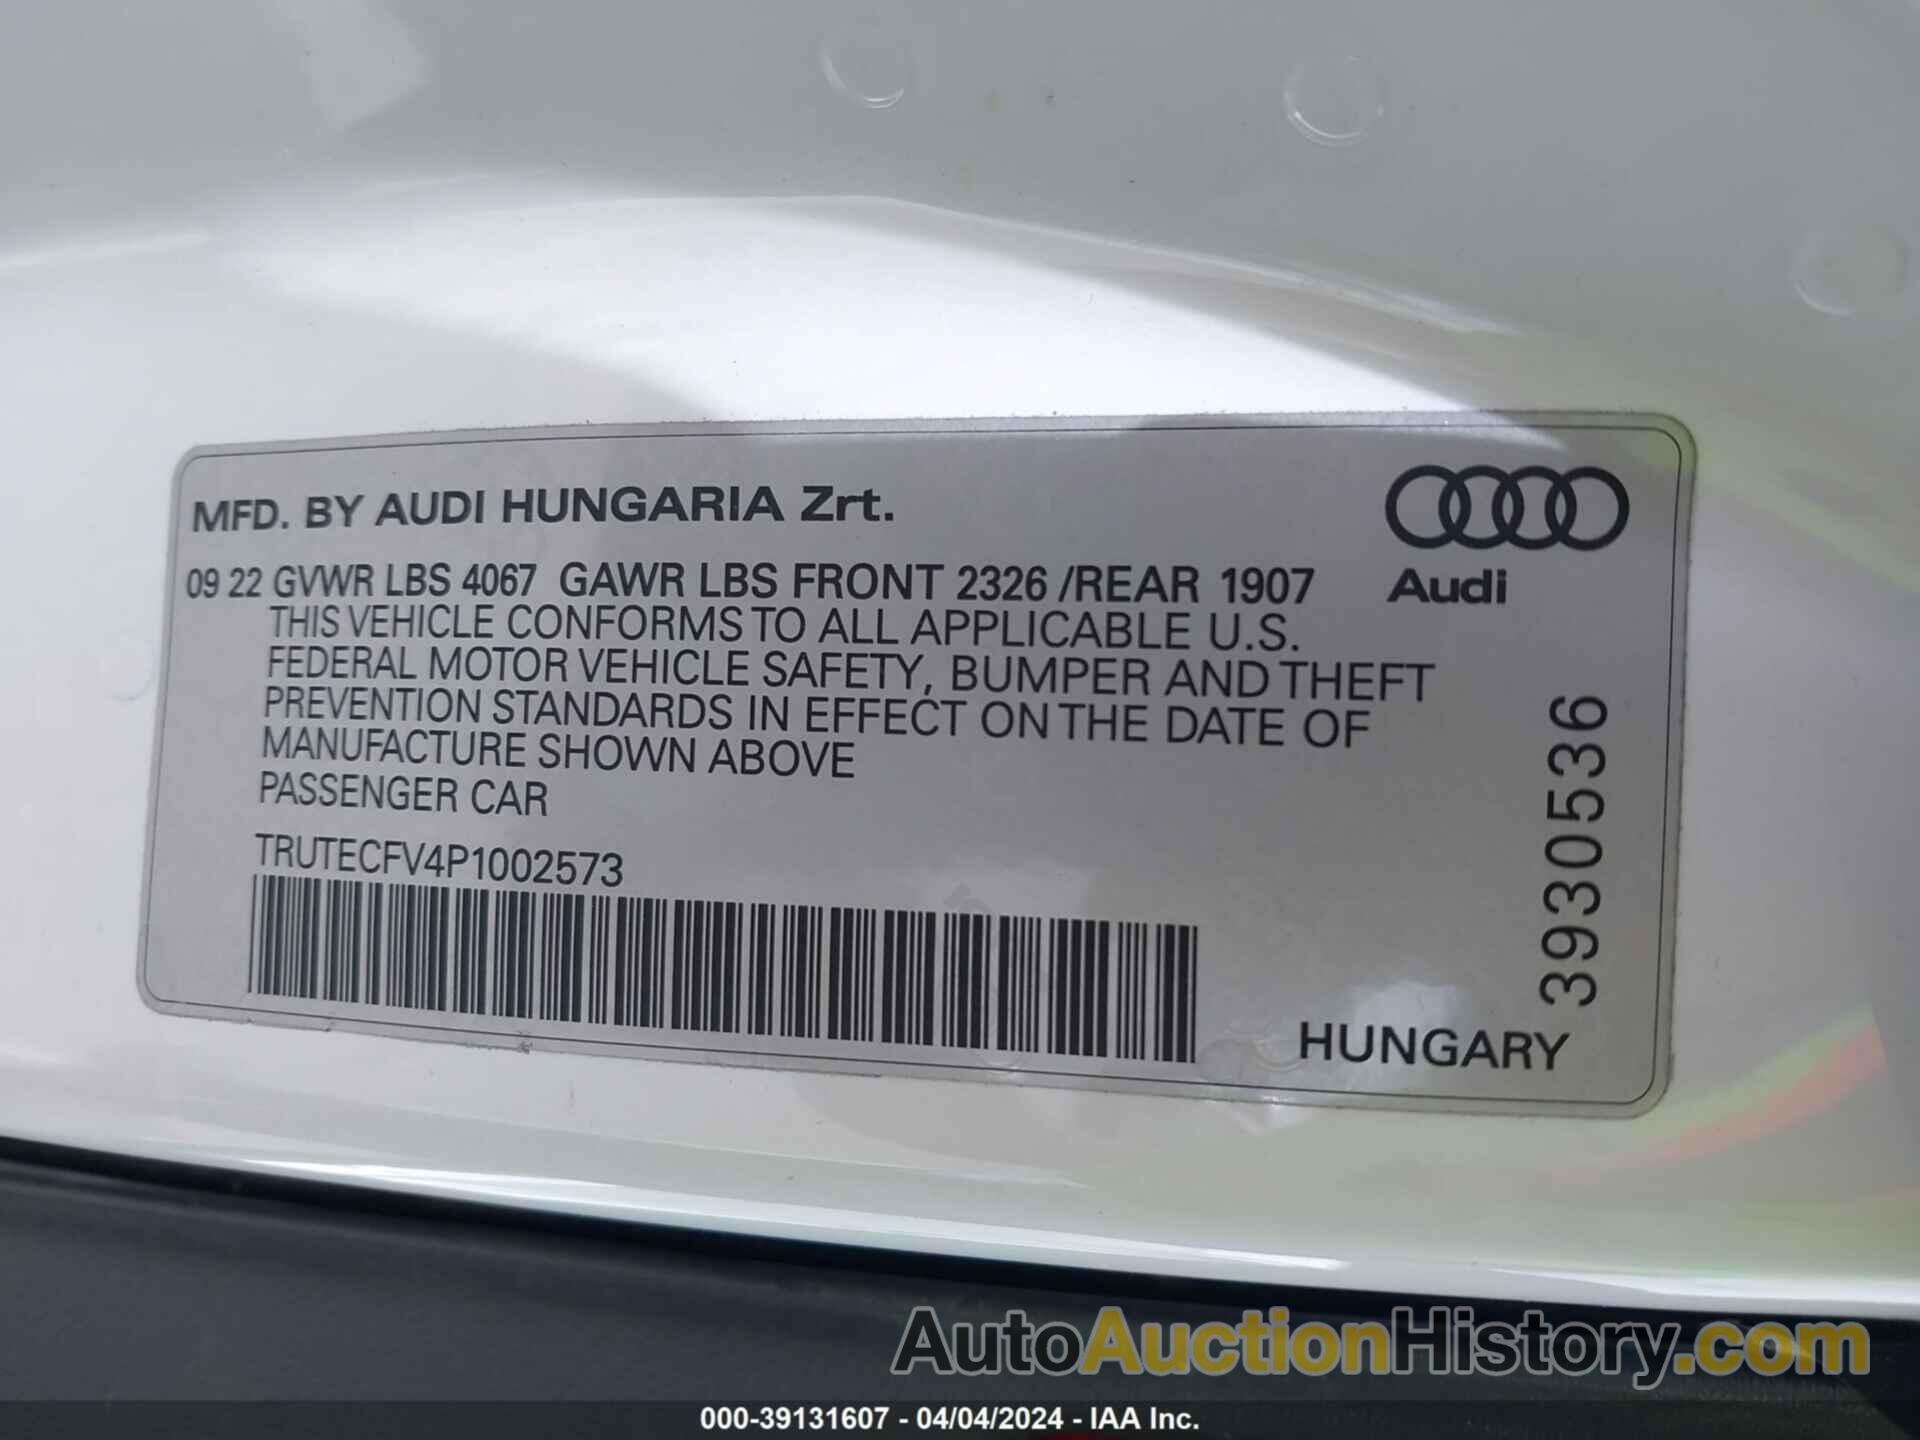 MFD. BY AUDI HUNGARIA Zrt.
09 22 GVWR LBS 4067 GAWR LBS FRONT 2326 /REAR 1907
Audi
THIS VEHICLE CONFORMS TO ALL APPLICABLE U.S.
FEDERAL MOTOR VEHICLE SAFETY, BUMPER AND THEFT
PREVENTION STANDARDS IN EFFECT ON THE DATE OF
MANUFACTURE SHOWN ABOVE
PASSENGER CAR
TRUTECFV4P1002573
3930536
HUNGARY
AutoAuctionHistory.com
000-39131607 - 04/04/2024 - IAA Inc.